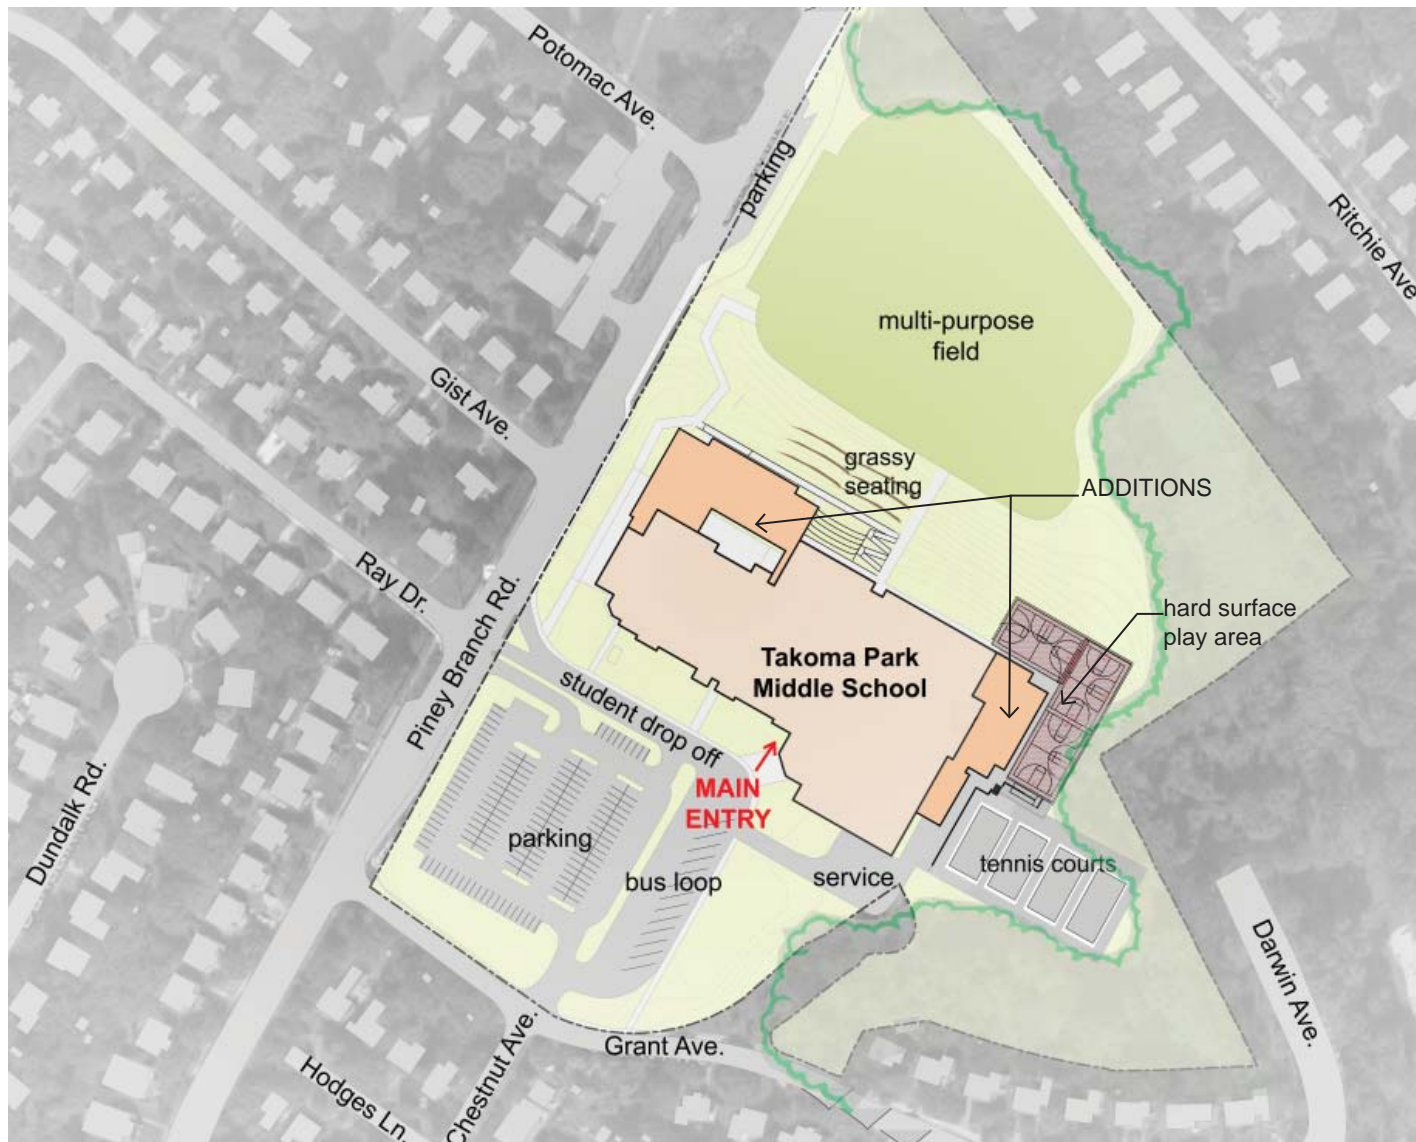 Potomac Ave.
parking
Ritchie Ave
multi-purpose
field
Gist Ave.
grassy
seating
ADDITIONS
Ray Dr.
hard surface
play area
Piney Branch Rd.
Takoma Park
Middle School
student drop off
MAIN
ENTRY
Dundalk Rd.
parking
bus loop
service
tennis courts
Darwin Ave.
Grant Ave.
Chestnut Ave.
Hodges Ln.